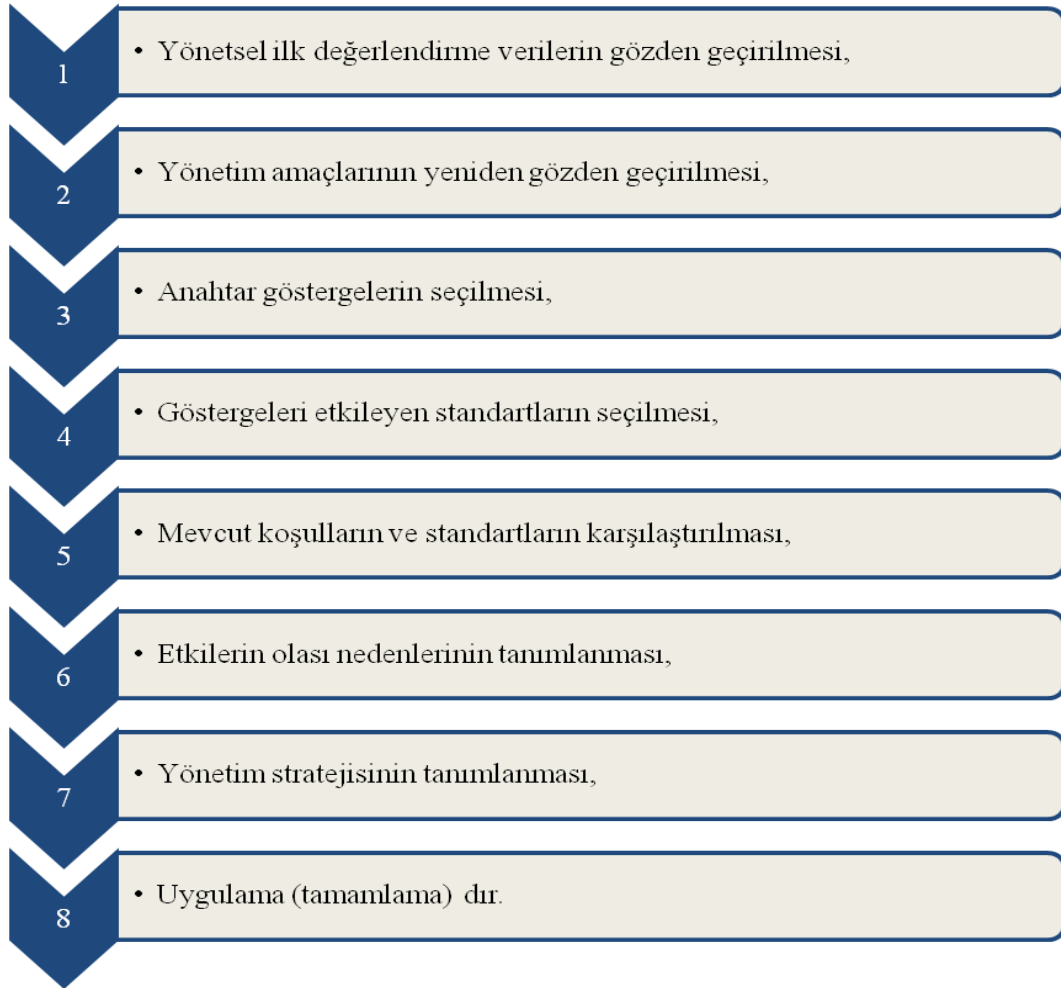 1
• Yönetsel ilk değerlendirme verilerin gözden geçirilmesi,
2
• Yönetim amaçlarının yeniden gözden geçirilmesi,
3
• Anahtar göstergelerin seçilmesi,
4
• Göstergeleri etkileyen standartların seçilmesi,
5
• Mevcut koşulların ve standartların karşılaştırılması,
6
• Etkilerin olası nedenlerinin tanımlanması,
7
• Yönetim stratejisinin tanımlanması,
8
• Uygulama (tamamlama) dır.